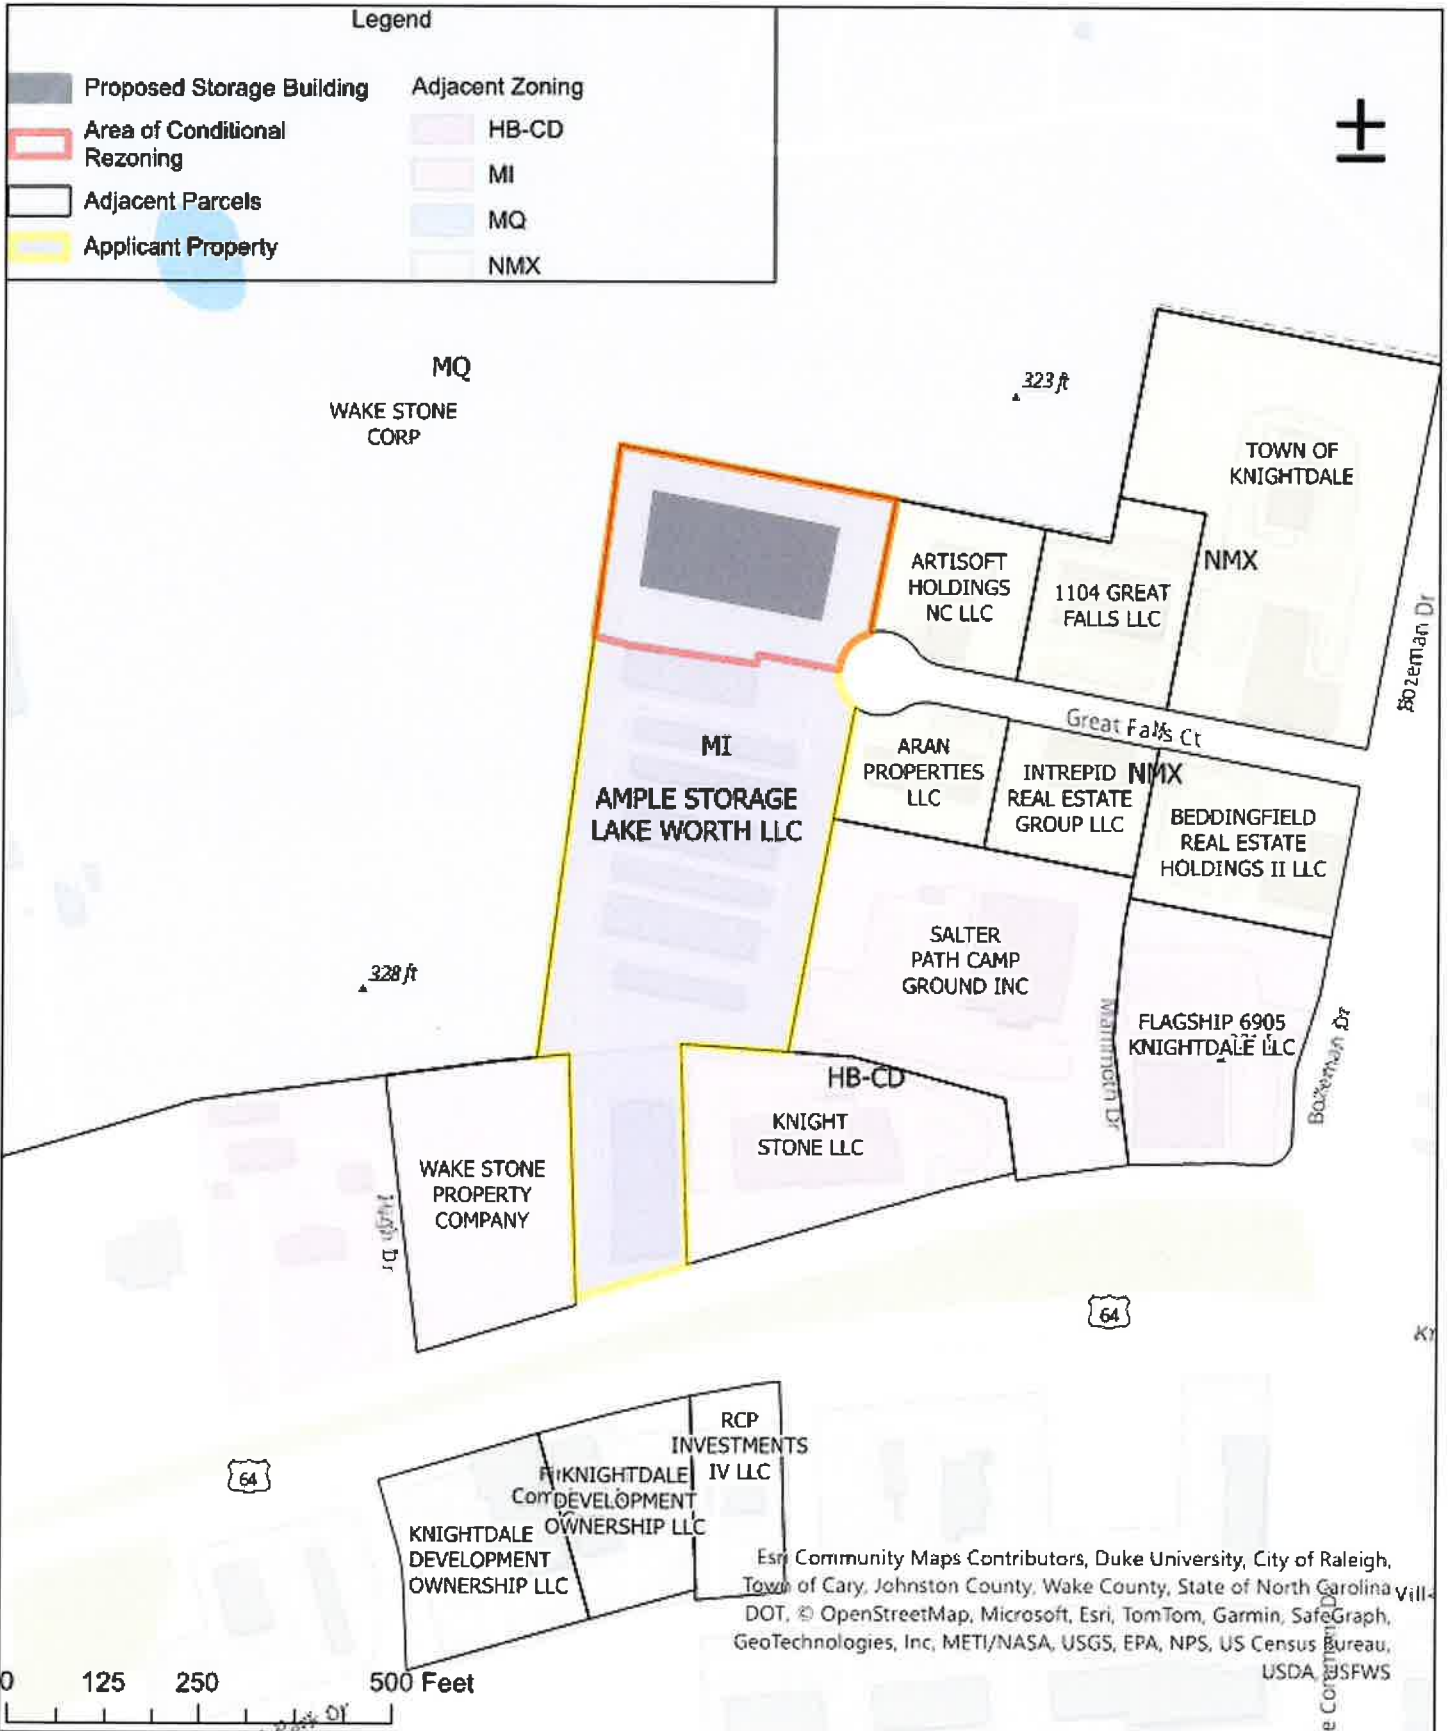 Legend
Proposed Storage Building
Area of Conditional
Rezoning
Adjacent Parcels
Applicant Property
Adjacent Zoning
HB-CD
MI
MQ
NMX
MQ
WAKE STONE
CORP
323 ft
TOWN OF
KNIGHTDALE
NMX
ARTISOFT
HOLDINGS
NC LLC
1104 GREAT
FALLS LLC
Bozeman Dr
Great Falls Ct
MI
AMPLE STORAGE
LAKE WORTH LLC
ARAN
PROPERTIES
LLC
INTREPID
REAL ESTATE
GROUP LLC
NMX
BEDDINGFIELD
REAL ESTATE
HOLDINGS II LLC
SALTER
PATH CAMP
GROUND INC
328 ft
Mammoth Dr
FLAGSHIP 6905
KNIGHTDALE LLC
Bozeman Dr
HB-CD
KNIGHT
STONE LLC
WAKE STONE
PROPERTY
COMPANY
Hugh Dr
64
Kr
64
RCP
INVESTMENTS
IV LLC
KNIGHTDALE
DEVELOPMENT
OWNERSHIP LLC
KNIGHTDALE
DEVELOPMENT
OWNERSHIP LLC
Esri Community Maps Contributors, Duke University, City of Raleigh,
Town of Cary, Johnston County, Wake County, State of North Carolina
DOT, © OpenStreetMap, Microsoft, Esri, TomTom, Garmin, SafeGraph,
GeoTechnologies, Inc, METI/NASA, USGS, EPA, NPS, US Census Bureau,
USDA, USFWS
0 125 250 500 Feet